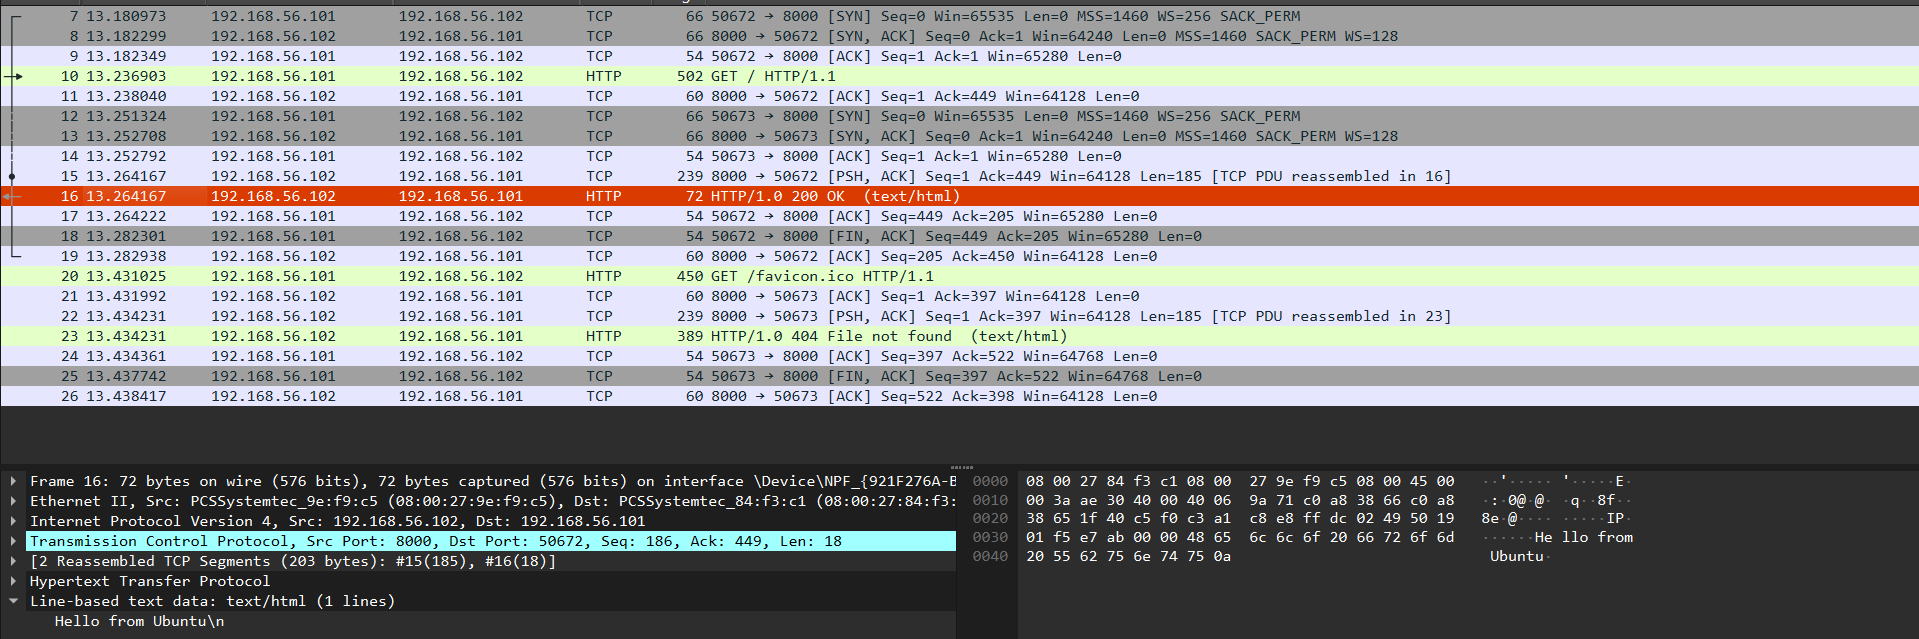 7 13.180973 192.168.56.101 192.168.56.102 TCP 66 50672 → 8000 [SYN] Seq=0 Win=65535 Len=0 MSS=1460 WS=256 SACK_PERM
8 13.182299 192.168.56.102 192.168.56.101 TCP 66 8000 → 50672 [SYN, ACK] Seq=0 Ack=1 Win=64240 Len=0 MSS=1460 SACK_PERM WS=128
9 13.182349 192.168.56.101 192.168.56.102 TCP 54 50672 → 8000 [ACK] Seq=1 Ack=1 Win=65280 Len=0
10 13.236903 192.168.56.101 192.168.56.102 HTTP 502 GET / HTTP/1.1
11 13.238040 192.168.56.102 192.168.56.101 TCP 60 8000 → 50672 [ACK] Seq=1 Ack=449 Win=64128 Len=0
12 13.251324 192.168.56.101 192.168.56.102 TCP 66 50673 → 8000 [SYN] Seq=0 Win=65535 Len=0 MSS=1460 WS=256 SACK_PERM
13 13.252708 192.168.56.102 192.168.56.101 TCP 66 8000 → 50673 [SYN, ACK] Seq=0 Ack=1 Win=64240 Len=0 MSS=1460 SACK_PERM WS=128
14 13.252792 192.168.56.101 192.168.56.102 TCP 54 50673 → 8000 [ACK] Seq=1 Ack=1 Win=65280 Len=0
15 13.264167 192.168.56.102 192.168.56.101 TCP 239 8000 → 50672 [PSH, ACK] Seq=1 Ack=449 Win=64128 Len=185 [TCP PDU reassembled in 16]
16 13.264167 192.168.56.102 192.168.56.101 HTTP 72 HTTP/1.0 200 OK (text/html)
17 13.264222 192.168.56.101 192.168.56.102 TCP 54 50672 → 8000 [ACK] Seq=449 Ack=205 Win=65280 Len=0
18 13.282301 192.168.56.101 192.168.56.102 TCP 54 50672 → 8000 [FIN, ACK] Seq=449 Ack=205 Win=65280 Len=0
19 13.282938 192.168.56.102 192.168.56.101 TCP 60 8000 → 50672 [ACK] Seq=205 Ack=450 Win=64128 Len=0
20 13.431025 192.168.56.101 192.168.56.102 HTTP 450 GET /favicon.ico HTTP/1.1
21 13.431992 192.168.56.102 192.168.56.101 TCP 60 8000 → 50673 [ACK] Seq=1 Ack=397 Win=64128 Len=0
22 13.434231 192.168.56.102 192.168.56.101 TCP 239 8000 → 50673 [PSH, ACK] Seq=1 Ack=397 Win=64128 Len=185 [TCP PDU reassembled in 23]
23 13.434231 192.168.56.102 192.168.56.101 HTTP 389 HTTP/1.0 404 File not found (text/html)
24 13.434361 192.168.56.101 192.168.56.102 TCP 54 50673 → 8000 [ACK] Seq=397 Ack=522 Win=64768 Len=0
25 13.437742 192.168.56.101 192.168.56.102 TCP 54 50673 → 8000 [FIN, ACK] Seq=397 Ack=522 Win=64768 Len=0
26 13.438417 192.168.56.102 192.168.56.101 TCP 60 8000 → 50673 [ACK] Seq=522 Ack=398 Win=64128 Len=0
Frame 16: 72 bytes on wire (576 bits), 72 bytes captured (576 bits) on interface \Device\NPF_{921F276A-B
Ethernet II, Src: PCSSystemtec_9e:f9:c5 (08:00:27:9e:f9:c5), Dst: PCSSystemtec_84:f3:c1 (08:00:27:84:f3:
Internet Protocol Version 4, Src: 192.168.56.102, Dst: 192.168.56.101
Transmission Control Protocol, Src Port: 8000, Dst Port: 50672, Seq: 186, Ack: 449, Len: 18
[2 Reassembled TCP Segments (203 bytes): #15(185), #16(18)]
Hypertext Transfer Protocol
Line-based text data: text/html (1 lines)
Hello from Ubuntu\n
0000 08 00 27 84 f3 c1 08 00 27 9e f9 c5 08 00 45 00 ··'····· '·····E·
0010 00 3a ae 30 40 00 40 06 9a 71 c0 a8 38 66 c0 a8 ·:·0@·@· ·q··8f··
0020 38 65 1f 40 c5 f0 c3 a1 c8 e8 ff dc 02 49 50 19 8e·@···· ·····IP·
0030 01 f5 e7 ab 00 00 48 65 6c 6c 6f 20 66 72 6f 6d ······He llo from
0040 20 55 62 75 6e 74 75 0a Ubuntu·